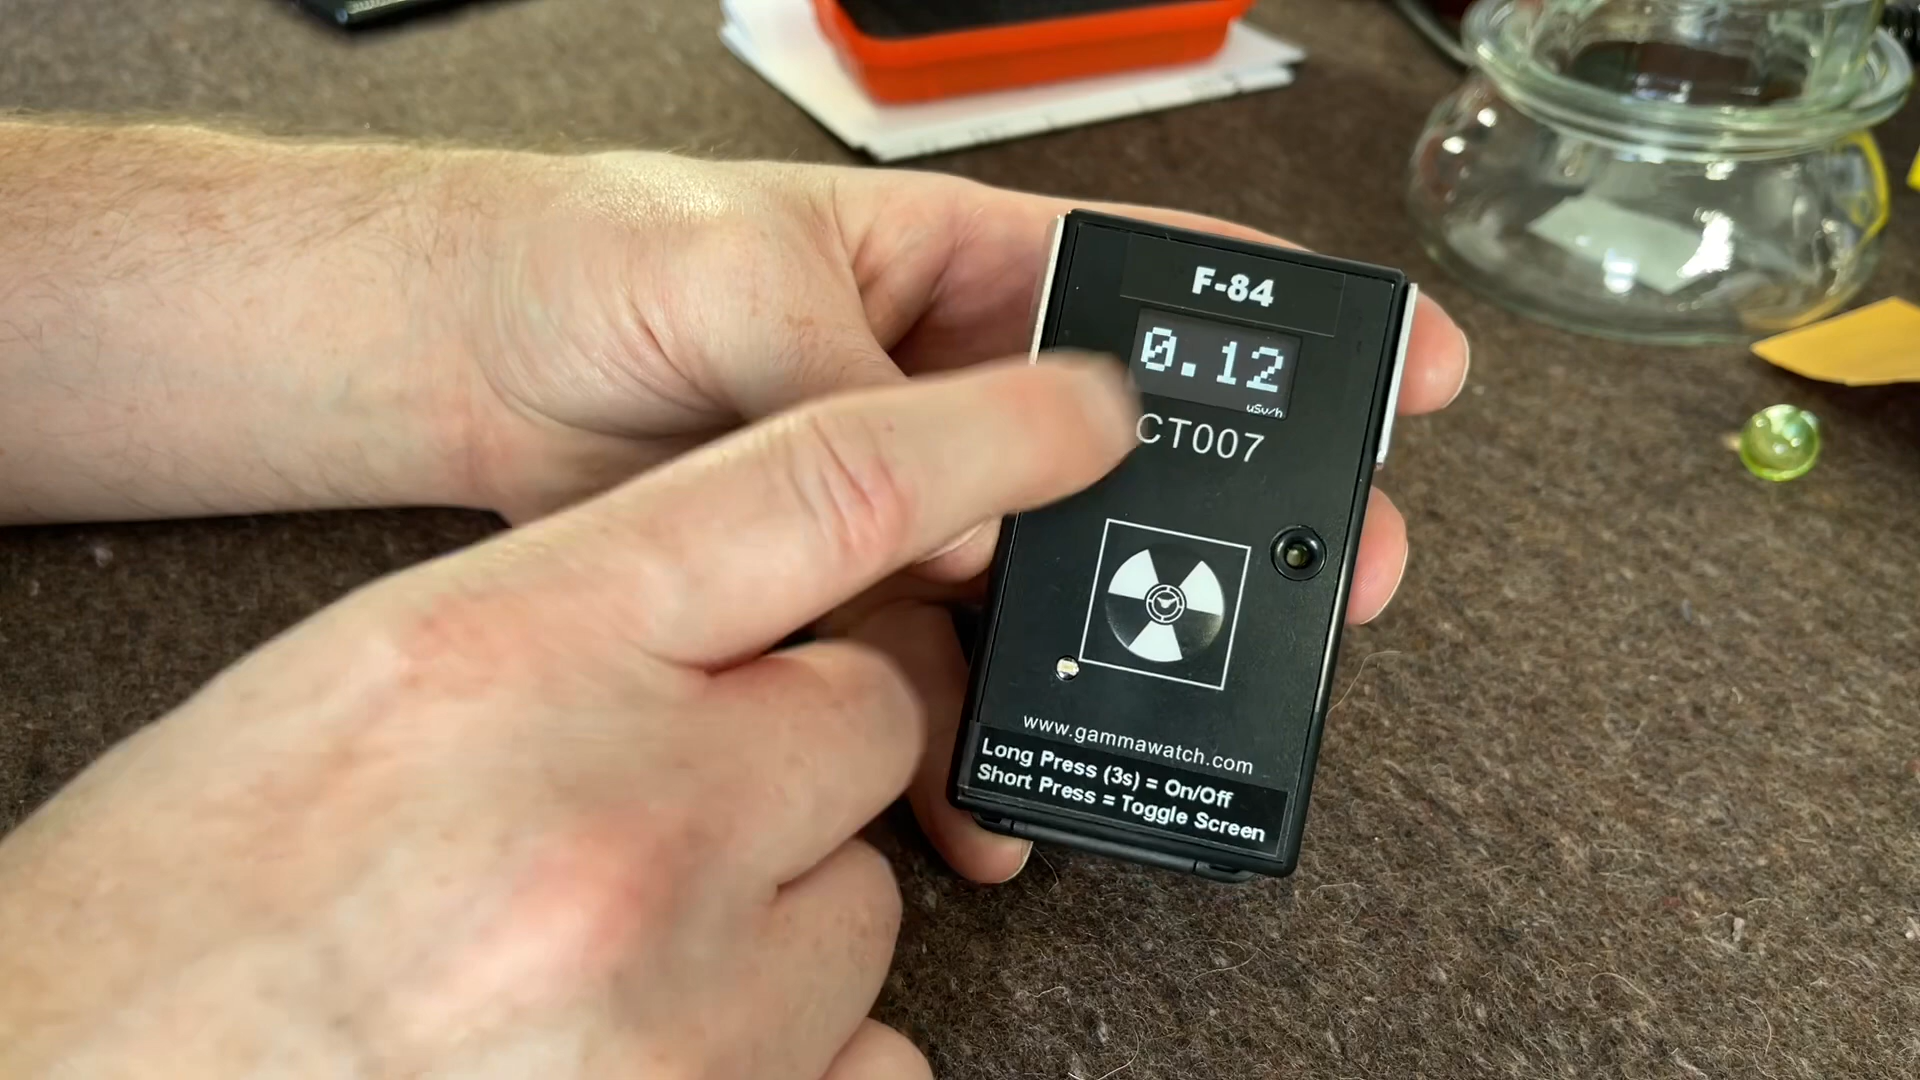 F-84
0.12
uSv/h
CT007
www.gammawatch.com
Long Press (3s) = On/Off
Short Press = Toggle Screen